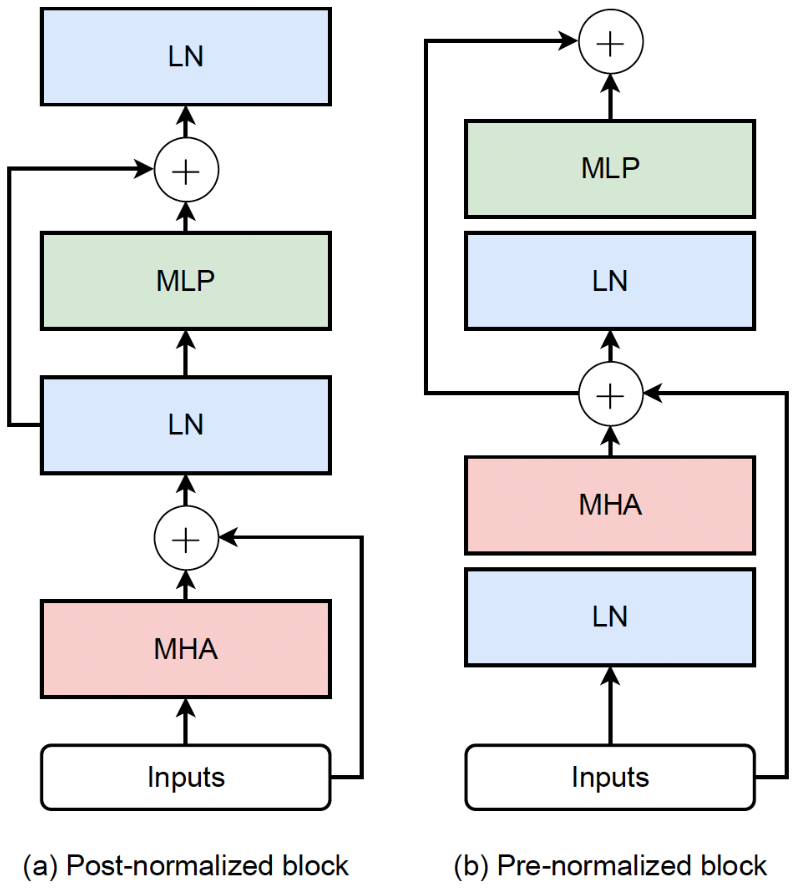 LN
+
MLP
LN
+
MHA
Inputs
(a) Post-normalized block
+
MLP
LN
+
MHA
LN
Inputs
(b) Pre-normalized block